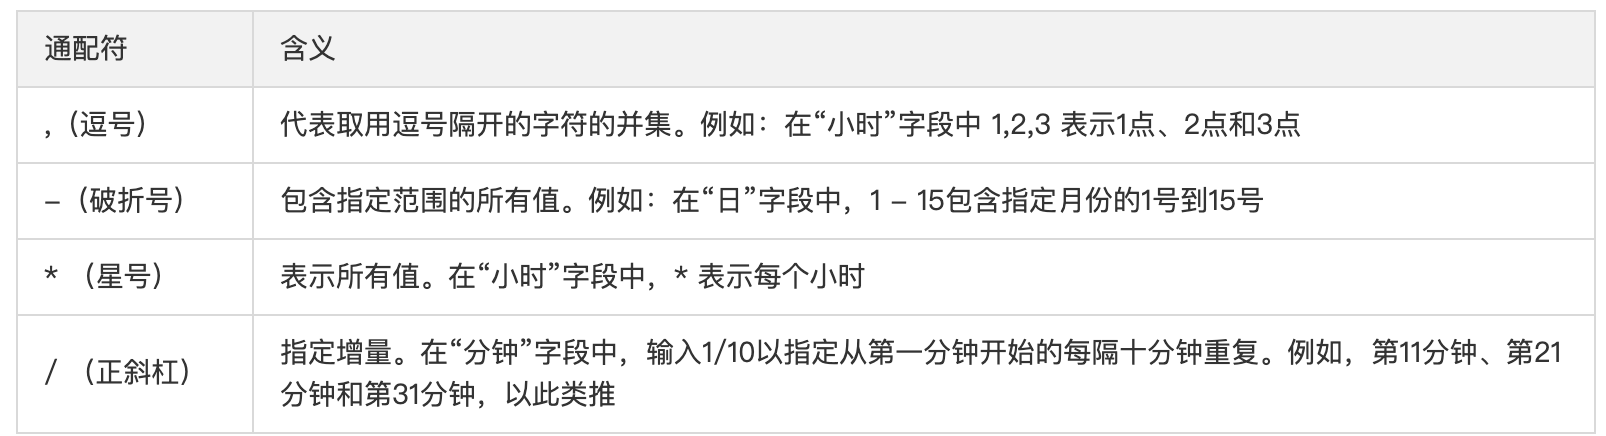 通配符
含义
,（逗号）
代表取用逗号隔开的字符的并集。例如：在“小时”字段中 1,2,3 表示1点、2点和3点
–（破折号）
包含指定范围的所有值。例如：在“日”字段中，1 – 15包含指定月份的1号到15号
* （星号）
表示所有值。在“小时”字段中，* 表示每个小时
/ （正斜杠）
指定增量。在“分钟”字段中，输入1/10以指定从第一分钟开始的每隔十分钟重复。例如，第11分钟、第21
分钟和第31分钟，以此类推